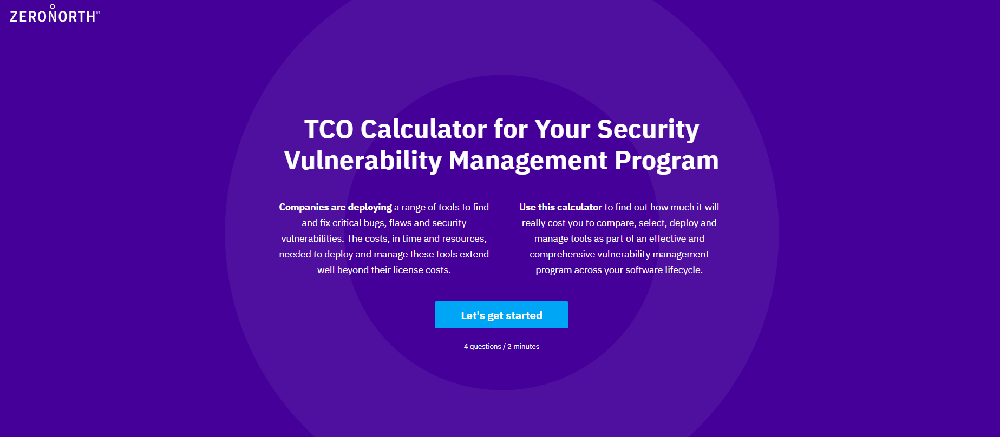 ZERONORTH™
TCO Calculator for Your Security
Vulnerability Management Program
Companies are deploying a range of tools to find
and fix critical bugs, flaws and security
vulnerabilities. The costs, in time and resources,
needed to deploy and manage these tools extend
well beyond their license costs.
Use this calculator to find out how much it will
really cost you to compare, select, deploy and
manage tools as part of an effective and
comprehensive vulnerability management
program across your software lifecycle.
Let's get started
4 questions / 2 minutes